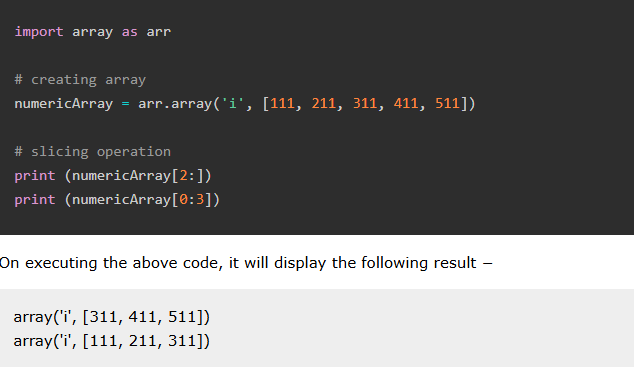 import array as arr
# creating array
numericArray = arr.array('i', [111, 211, 311, 411, 511])
# slicing operation
print (numericArray[2:])
print (numericArray[0:3])
On executing the above code, it will display the following result −
array('i', [311, 411, 511])
array('i', [111, 211, 311])